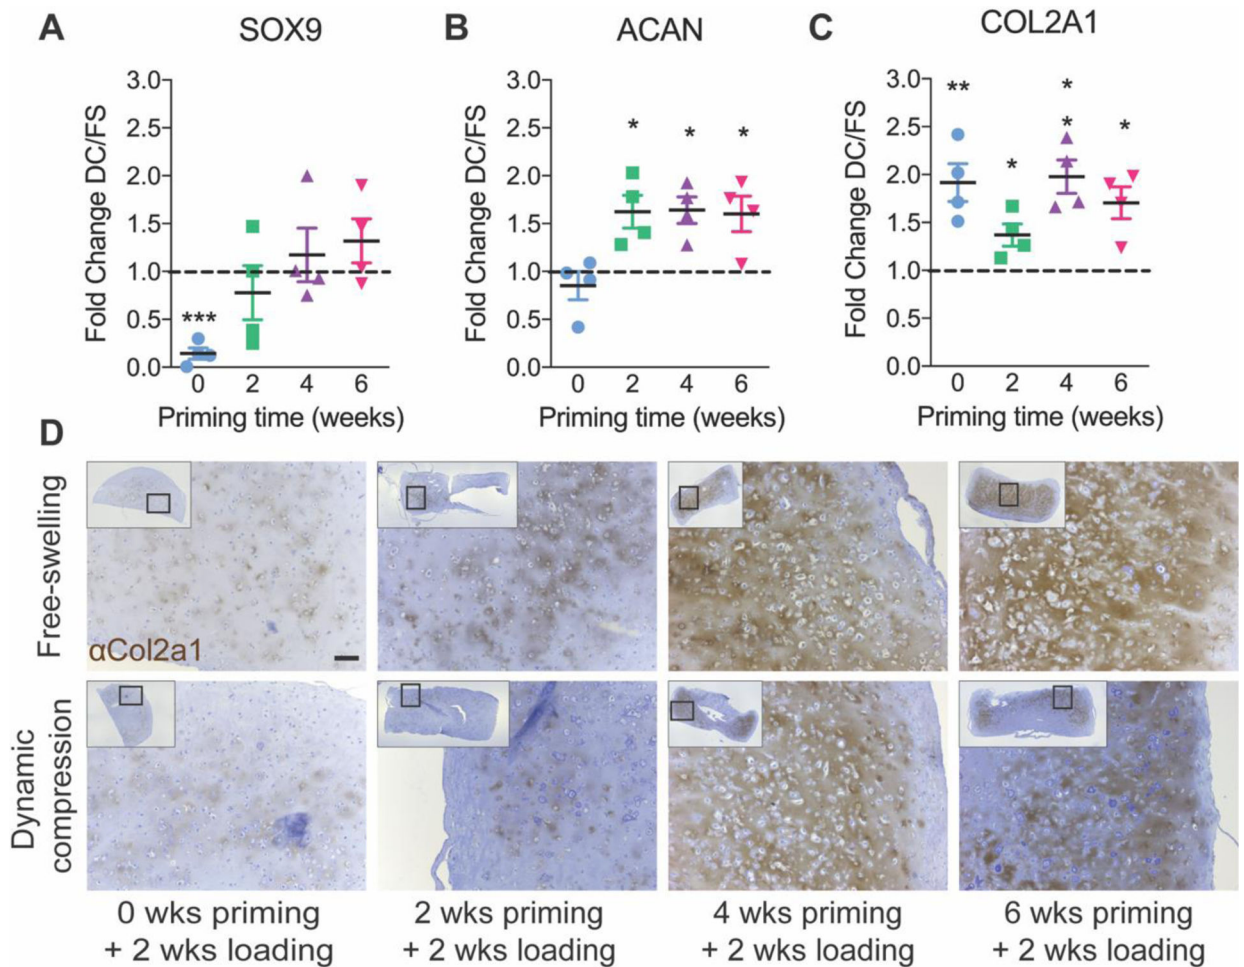 A
SOX9
Fold Change DC/FS
3.0
2.5
2.0
1.5
1.0
0.5
0.0
***
0 2 4 6
Priming time (weeks)
B
ACAN
Fold Change DC/FS
3.0
2.5
2.0
1.5
1.0
0.5
0.0
* * *
0 2 4 6
Priming time (weeks)
C
COL2A1
Fold Change DC/FS
3.0
2.5
2.0
1.5
1.0
0.5
0.0
** * * * *
0 2 4 6
Priming time (weeks)
D
Free-swelling
αCol2a1
Dynamic
compression
0 wks priming
+ 2 wks loading
2 wks priming
+ 2 wks loading
4 wks priming
+ 2 wks loading
6 wks priming
+ 2 wks loading